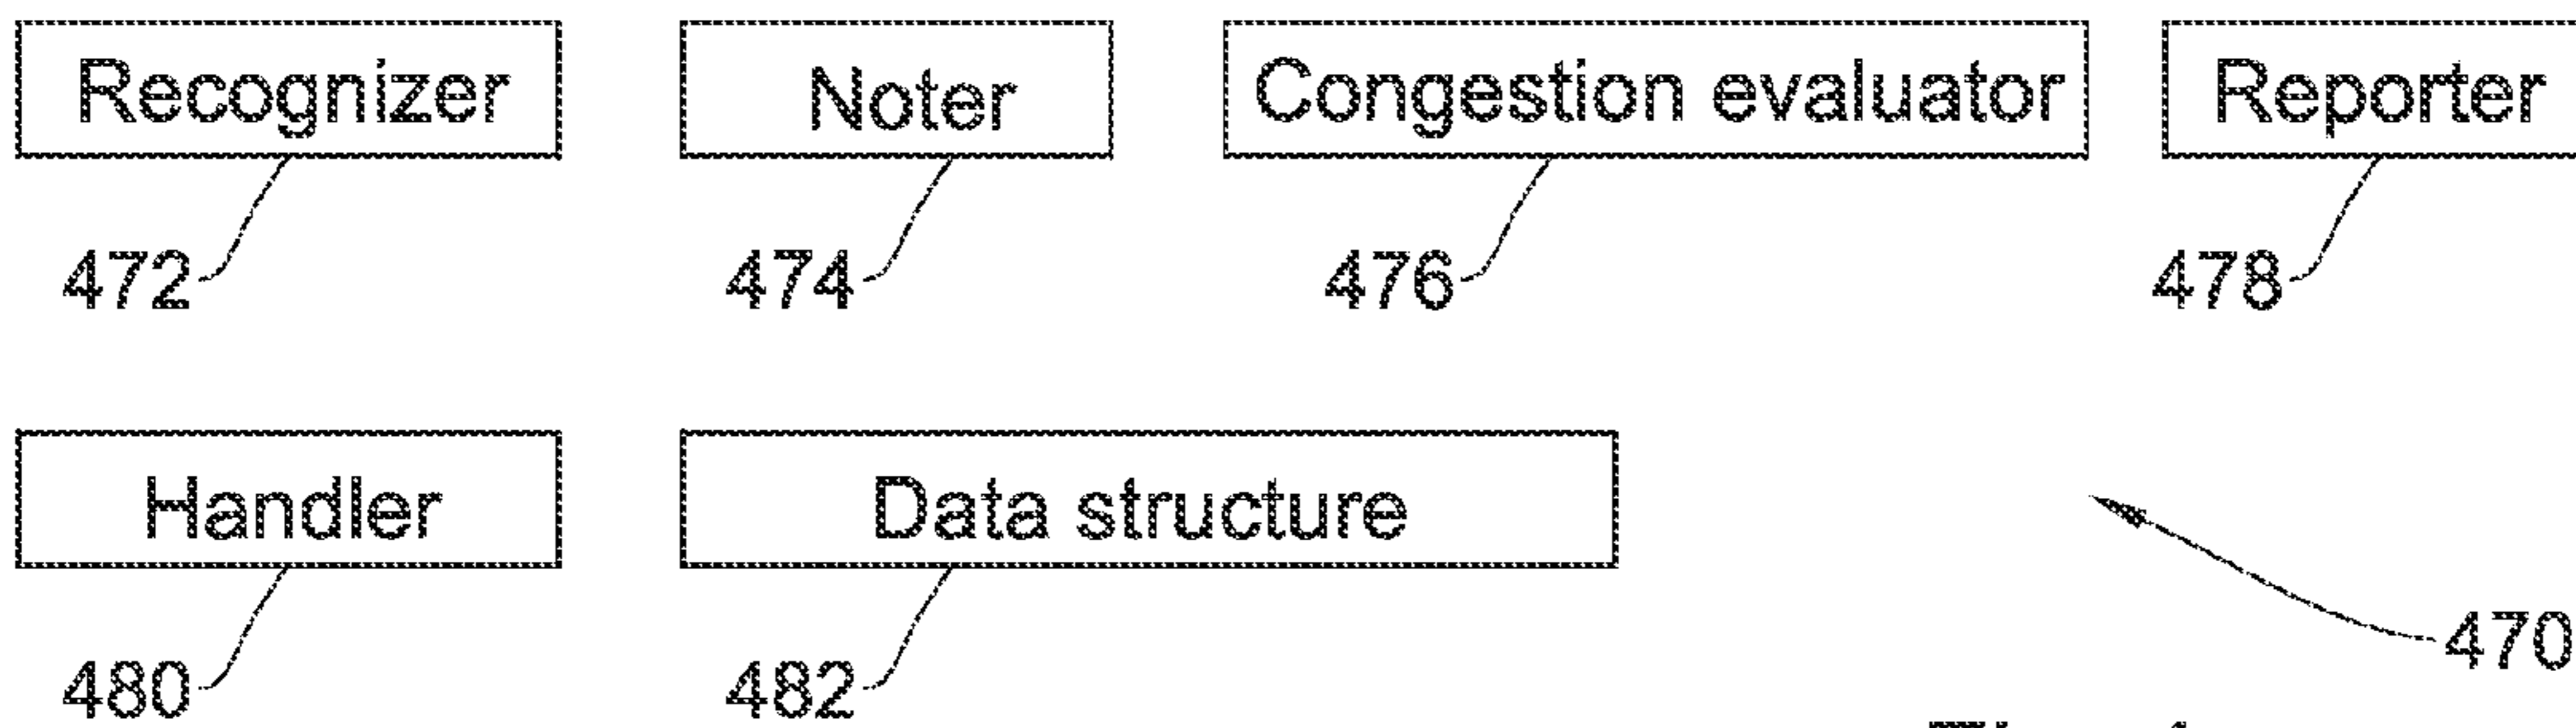 Recognizer Noter Congestion evaluator Reporter
472 474 476 478
Handler Data structure
470
480 482